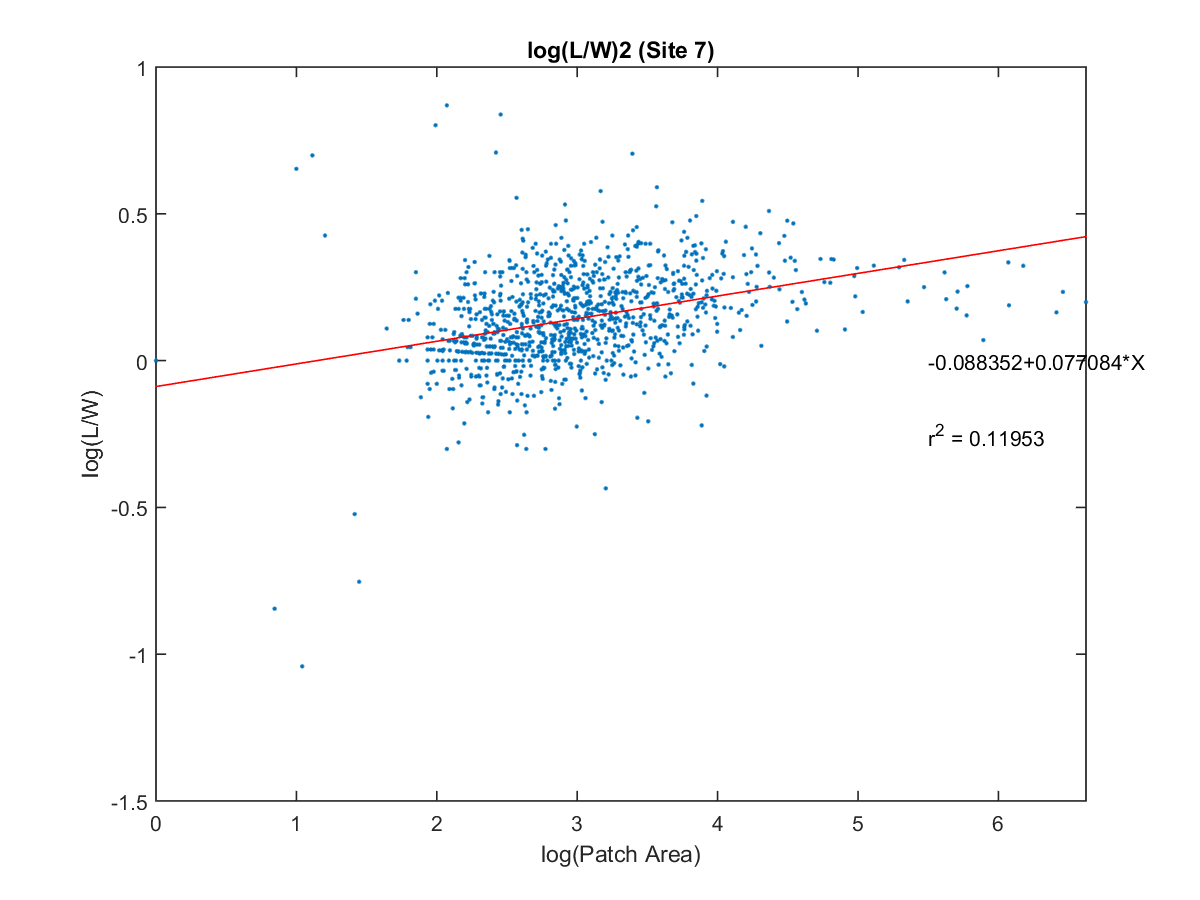 log(L/W)2 (Site 7)
1
0.5
0
-0.5
-1
-1.5
log(L/W)
-0.088352+0.077084*X
r2 = 0.11953
0 1 2 3 4 5 6
log(Patch Area)